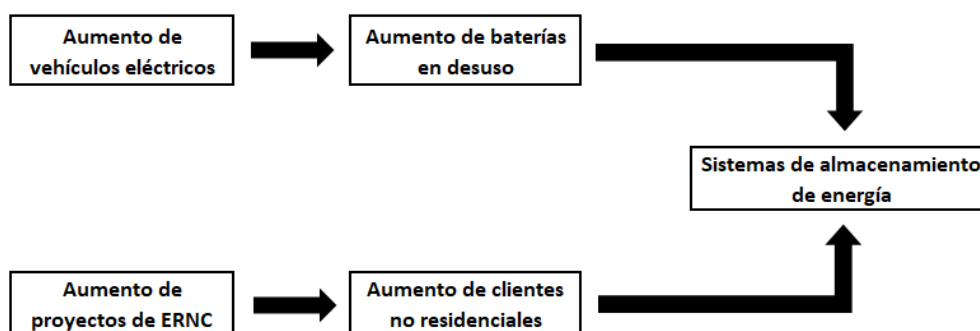 Aumento de
vehículos eléctricos
Aumento de baterías
en desuso
Sistemas de almacenamiento
de energía
Aumento de
proyectos de ERNC
Aumento de clientes
no residenciales